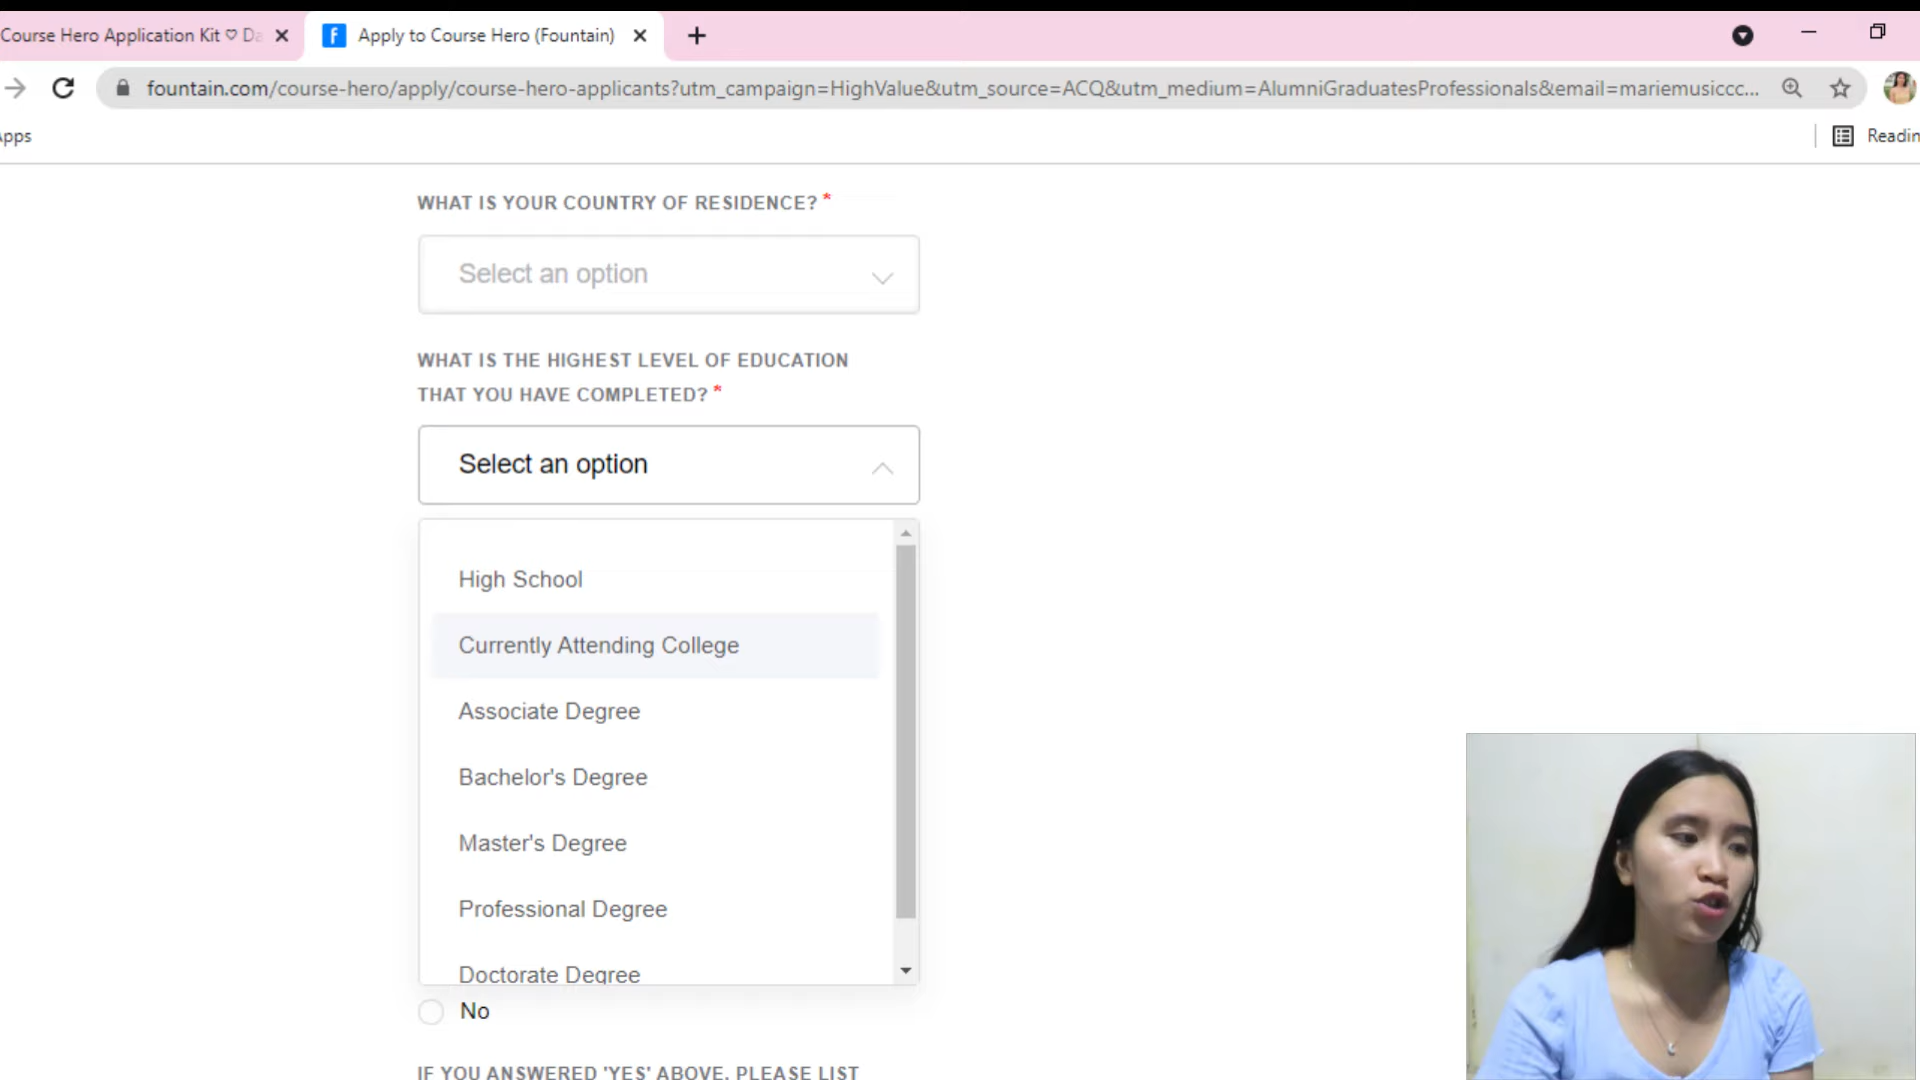 Course Hero Application Kit ♡ Da
Apply to Course Hero (Fountain)
fountain.com/course-hero/apply/course-hero-applicants?utm_campaign=HighValue&utm_source=ACQ&utm_medium=AlumniGraduatesProfessionals&email=mariemusiccc...
Apps
Readin
WHAT IS YOUR COUNTRY OF RESIDENCE? *
Select an option
WHAT IS THE HIGHEST LEVEL OF EDUCATION
THAT YOU HAVE COMPLETED? *
Select an option
High School
Currently Attending College
Associate Degree
Bachelor's Degree
Master's Degree
Professional Degree
Doctorate Degree
No
IF YOU ANSWERED 'YES' ABOVE, PLEASE LIST